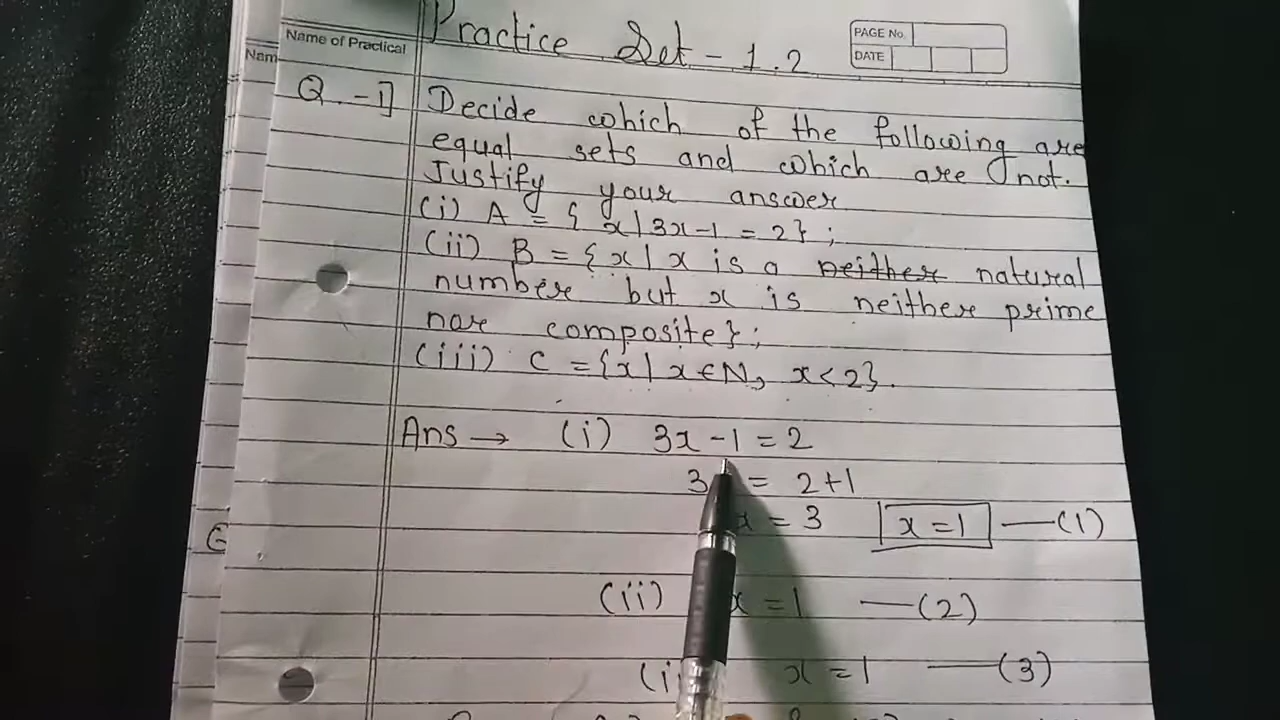 Practice Set - 1.2
PAGE No.
DATE
Name of Practical
Nam
Q.-1] Decide which of the following are
equal sets and which are not.
Justify your answer
(i) A = { x | 3x-1 = 2} ;
(ii) B = {x | x is a neither natural
number but x is neither prime
nor composite} ;
(iii) C = {x | x ∈ N, x < 2}.
Ans → (i) 3x - 1 = 2
3 = 2+1
x = 3 x = 1 —(1)
(ii) x = 1 —(2)
x = 1 —(3)